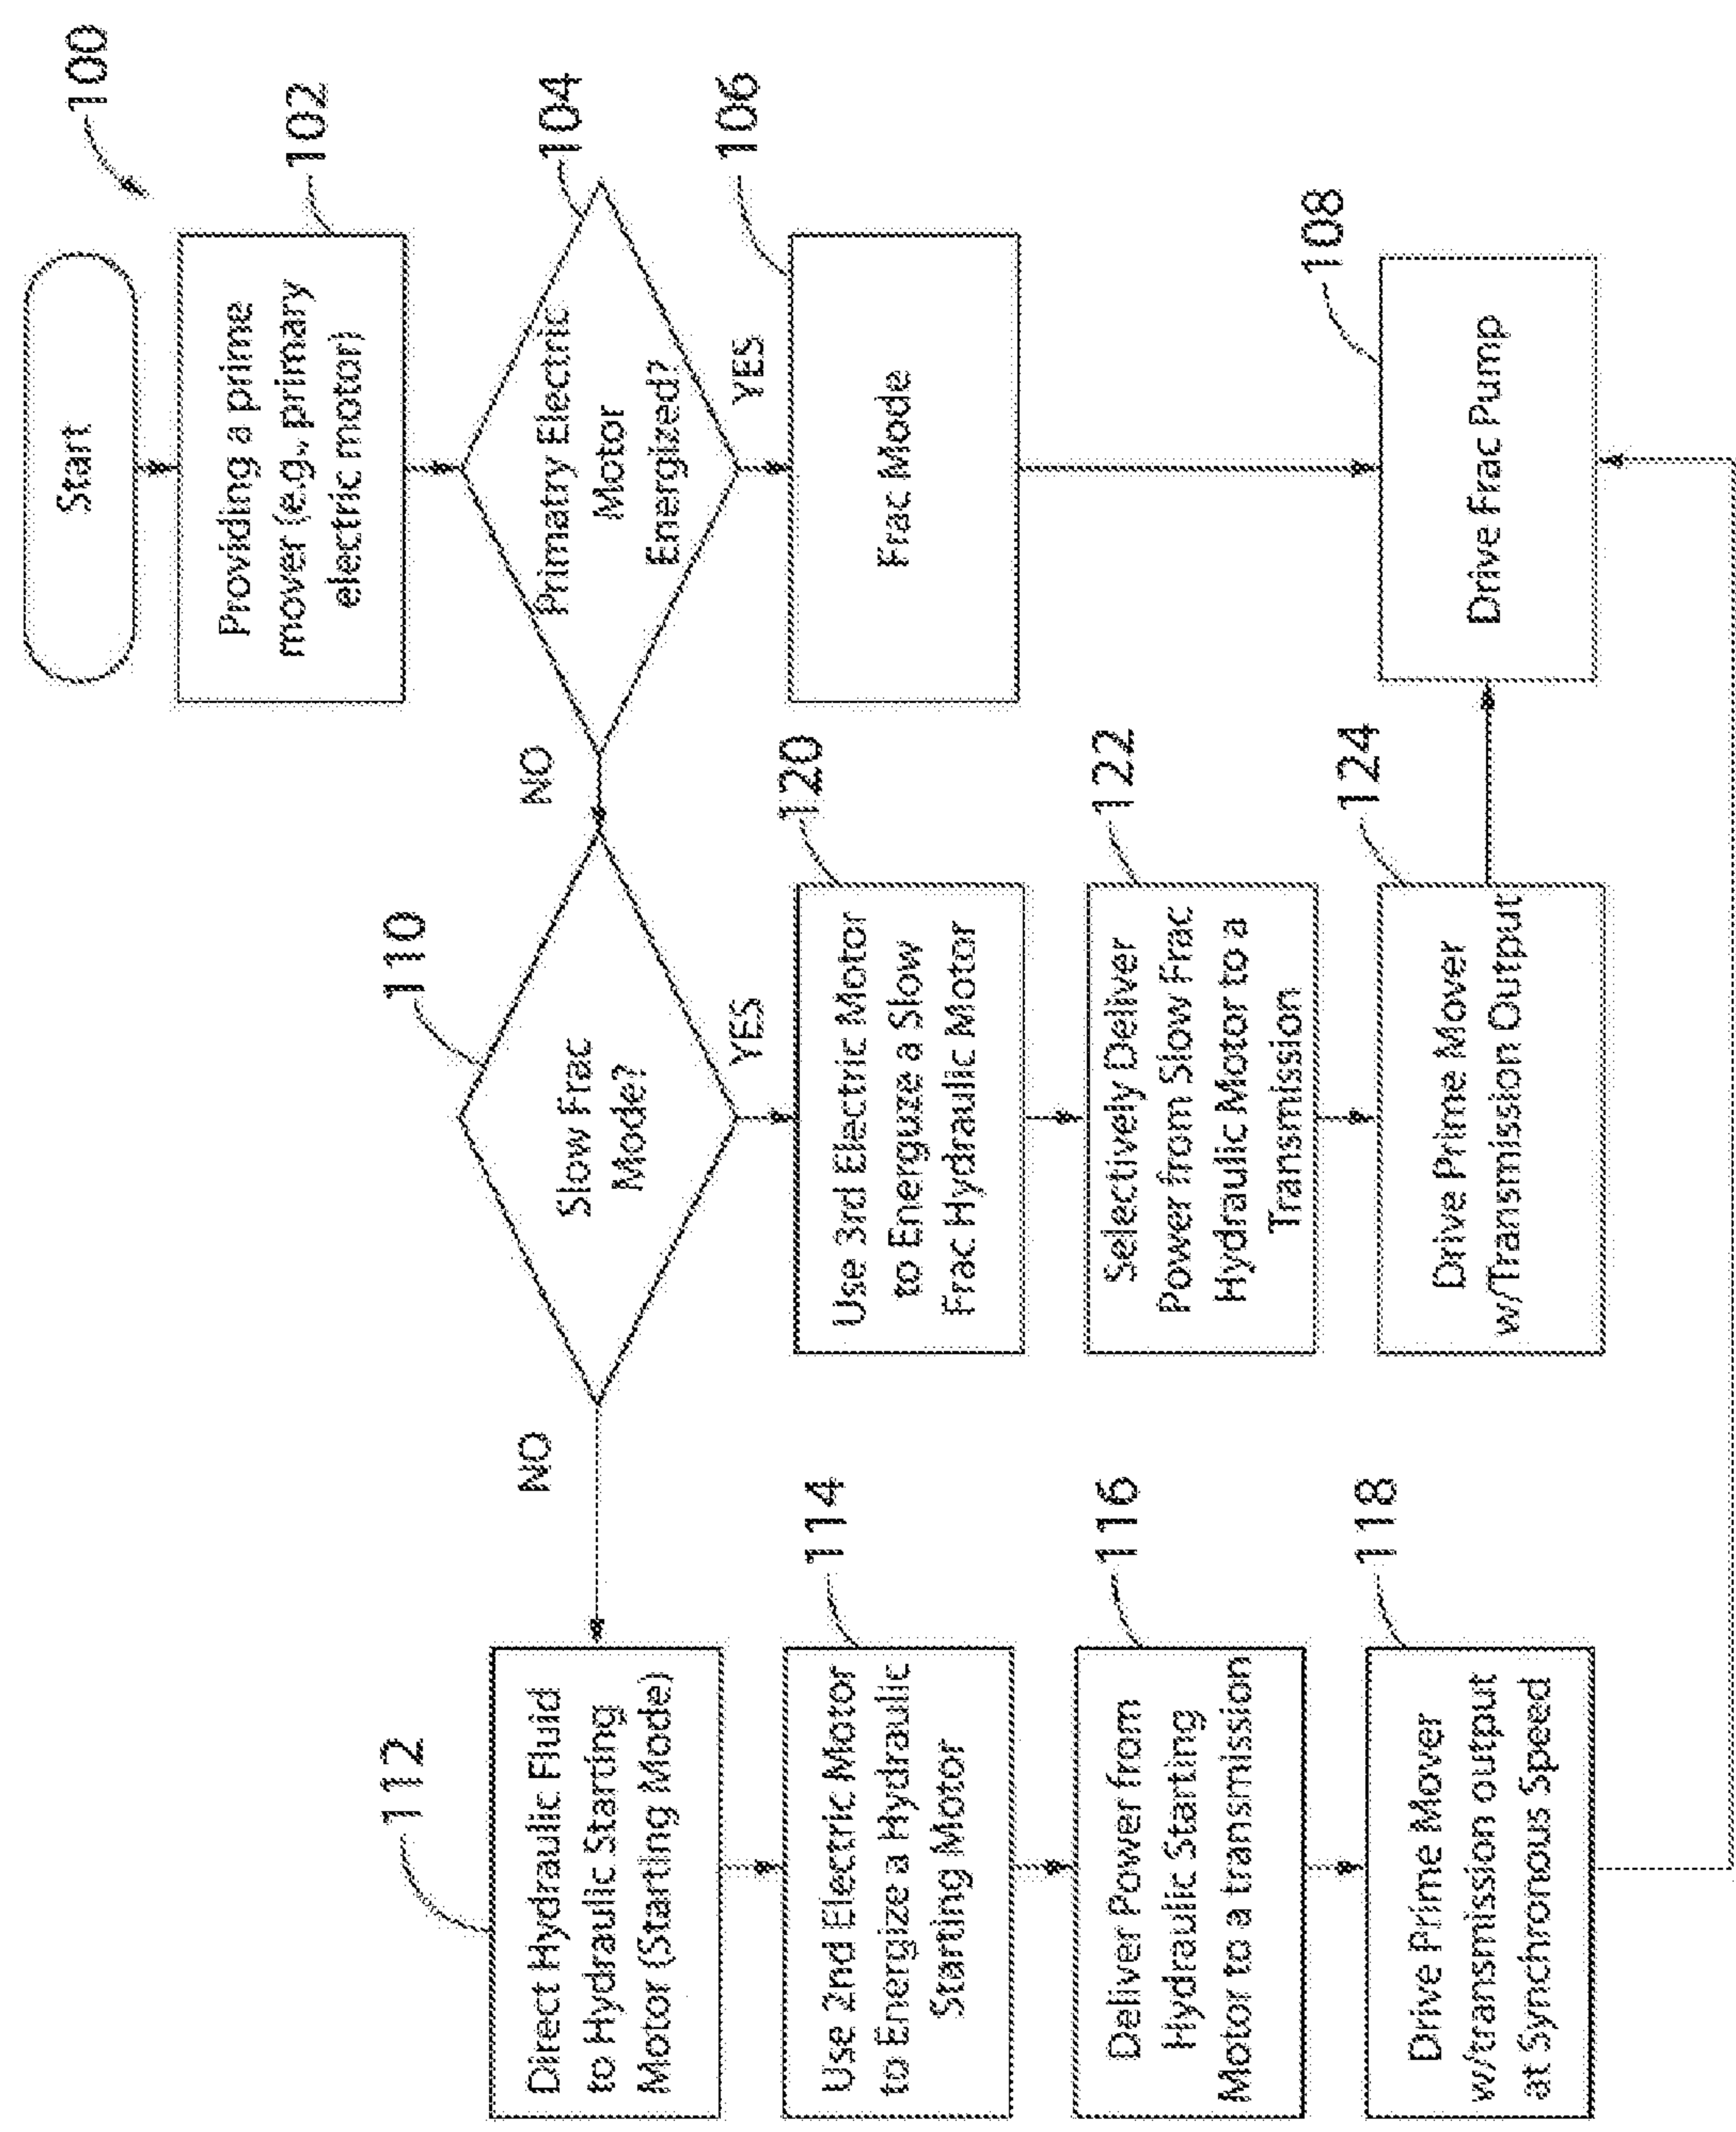 100
Start
102
Providing a prime
mover (e.g., primary
electric motor)
104
Primatry Electric
Motor
Energized?
YES
NO
106
Frac Mode
108
Drive Frac Pump
110
Slow Frac
Mode?
YES
NO
120
Use 3rd Electric Motor
to Energize a Slow
Frac Hydraulic Motor
122
Selectively Deliver
Power from Slow Frac
Hydraulic Motor to a
Transmission
124
Drive Prime Mover
w/Transmission Output
112
Direct Hydraulic Fluid
to Hydraulic Starting
Motor (Starting Mode)
114
Use 2nd Electric Motor
to Energize a Hydraulic
Starting Motor
116
Deliver Power from
Hydraulic Starting
Motor to a transmission
118
Drive Prime Mover
w/transmission output
at Synchronous Speed